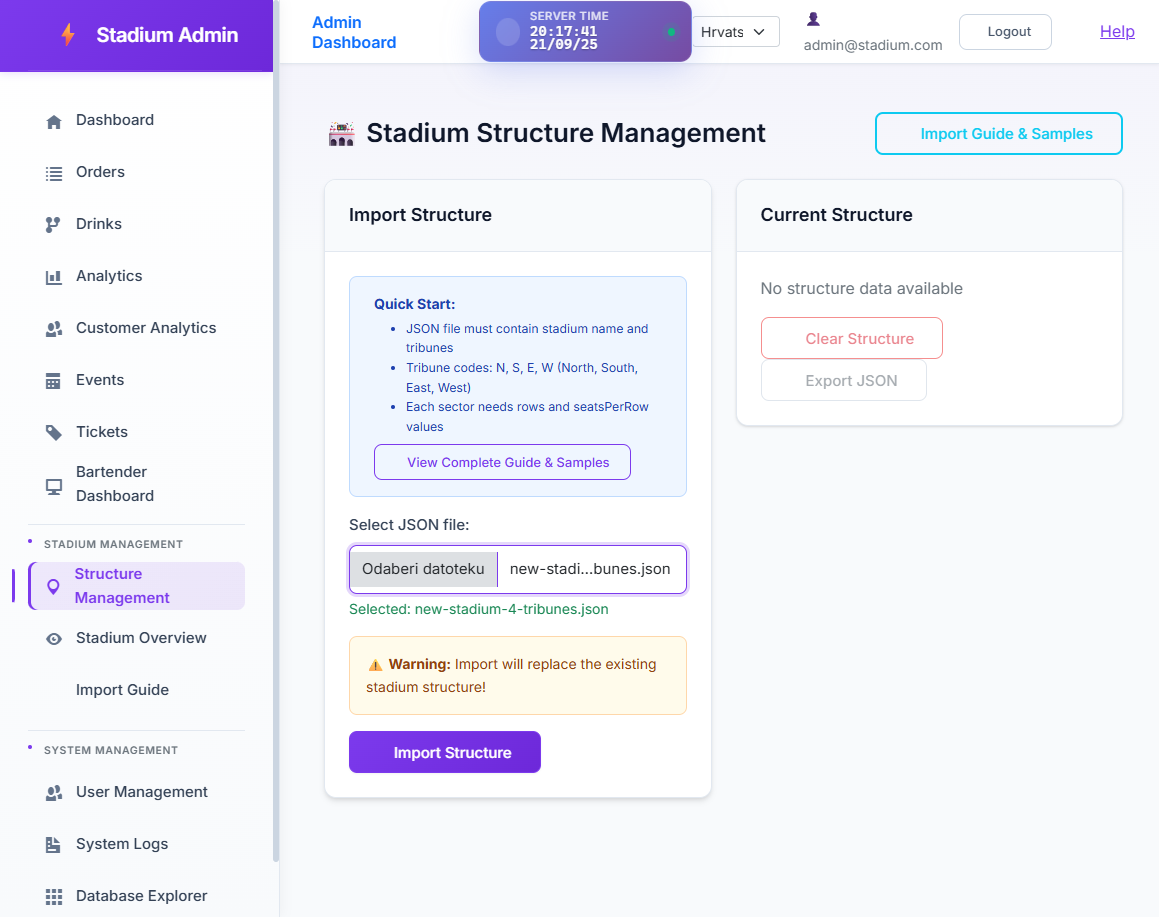 Stadium Admin
Dashboard
Orders
Drinks
Analytics
Customer Analytics
Events
Tickets
Bartender
Dashboard
STADIUM MANAGEMENT
Structure
Management
Stadium Overview
Import Guide
SYSTEM MANAGEMENT
User Management
System Logs
Database Explorer
Admin
Dashboard
SERVER TIME
20:17:41
21/09/25
Hrvats
admin@stadium.com
Logout
Help
Stadium Structure Management
Import Guide & Samples
Import Structure
Quick Start:
JSON file must contain stadium name and
tribunes
Tribune codes: N, S, E, W (North, South,
East, West)
Each sector needs rows and seatsPerRow
values
View Complete Guide & Samples
Select JSON file:
Odaberi datoteku new-stadi...bunes.json
Selected: new-stadium-4-tribunes.json
Warning: Import will replace the existing
stadium structure!
Import Structure
Current Structure
No structure data available
Clear Structure
Export JSON